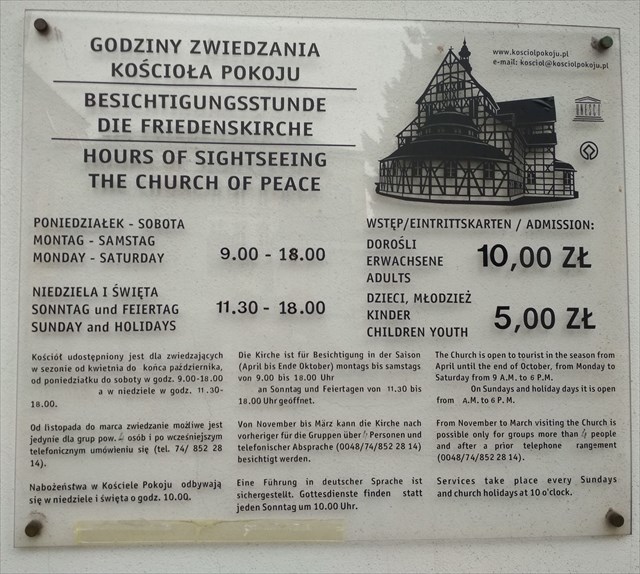 GODZINY ZWIEDZANIA
KOŚCIOŁA POKOJU
BESICHTIGUNGSSTUNDE
DIE FRIEDENSKIRCHE
HOURS OF SIGHTSEEING
THE CHURCH OF PEACE
www.kosciolpokoju.pl
e-mail: kosciol@kosciolpokoju.pl
PONIEDZIAŁEK - SOBOTA
MONTAG - SAMSTAG
MONDAY - SATURDAY
9.00 - 18.00
NIEDZIELA I ŚWIĘTA
SONNTAG und FEIERTAG
SUNDAY and HOLIDAYS
11.30 - 18.00
WSTĘP/EINTRITTSKARTEN / ADMISSION:
DOROŚLI
ERWACHSENE
ADULTS
10,00 ZŁ
DZIECI, MŁODZIEŻ
KINDER
CHILDREN YOUTH
5,00 ZŁ
Kościół udostępniony jest dla zwiedzających
w sezonie od kwietnia do końca października,
od poniedziatku do soboty w godz. 9.00-18.00
a w niedziele w godz. 11.30-
18.00.
Od listopada do marca zwiedzanie możliwe jest
jedynie dla grup pow. osób i po wcześniejszym
telefonicznym umówieniu się (tel. 74/ 852 28
14).
Nabożeństwa w Kościele Pokoju odbywają
się w niedziele i święta o godz. 10.00.
Die Kirche ist für Besichtigung in der Saison
(April bis Ende Oktober) montags bis samstags
von 9.00 bis 18.00 Uhr
an Sonntag und Feiertagen von 11.30 bis
18.00 Uhr geöffnet.
Von November bis März kann die Kirche nach
vorheriger für die Gruppen über Personen und
telefonischer Absprache (0048/74/852 28 14)
besichtigt werden.
Eine Führung in deutscher Sprache ist
sichergestellt. Gottesdienste finden statt
jeden Sonntag um 10.00 Uhr.
The Church is open to tourist in the season from
April until the end of October, from Monday to
Saturday from 9 A.M. to 6 P.M.
On Sundays and holiday days it is open
from A.M. to 6 P.M.
From November to March visiting the Church is
possible only for groups more than people
and after a prior telephone rangement
(0048/74/852 28 14).
Services take place every Sundays
and church holidays at 10 o'clock.